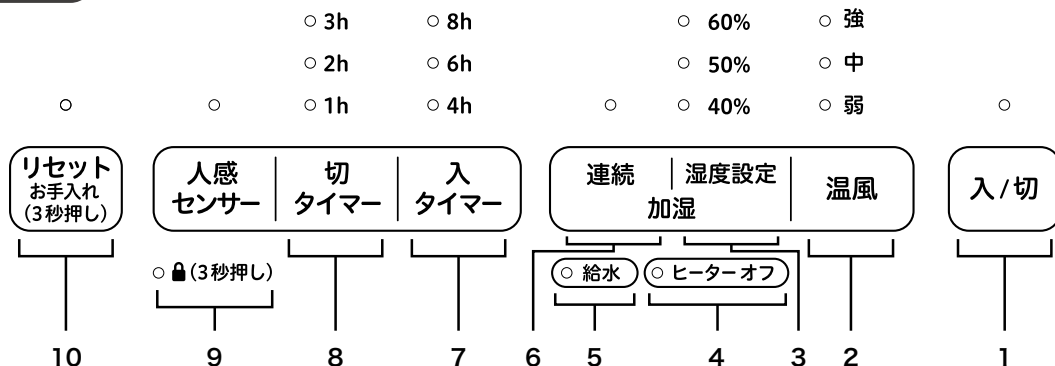 3h 8h 60% 強
2h 6h 50% 中
1h 4h 40% 弱
リセット
お手入れ
(3秒押し)
人感
センサー
切
タイマー
入
タイマー
連続
湿度設定
加湿
温風
入/切
(3秒押し)
給水
ヒーターオフ
10 9 8 7 6 5 4 3 2 1